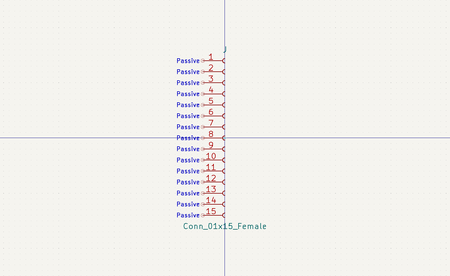 J
Passive 1
Passive 2
Passive 3
Passive 4
Passive 5
Passive 6
Passive 7
Passive 8
Passive 9
Passive 10
Passive 11
Passive 12
Passive 13
Passive 14
Passive 15
Conn_01x15_Female